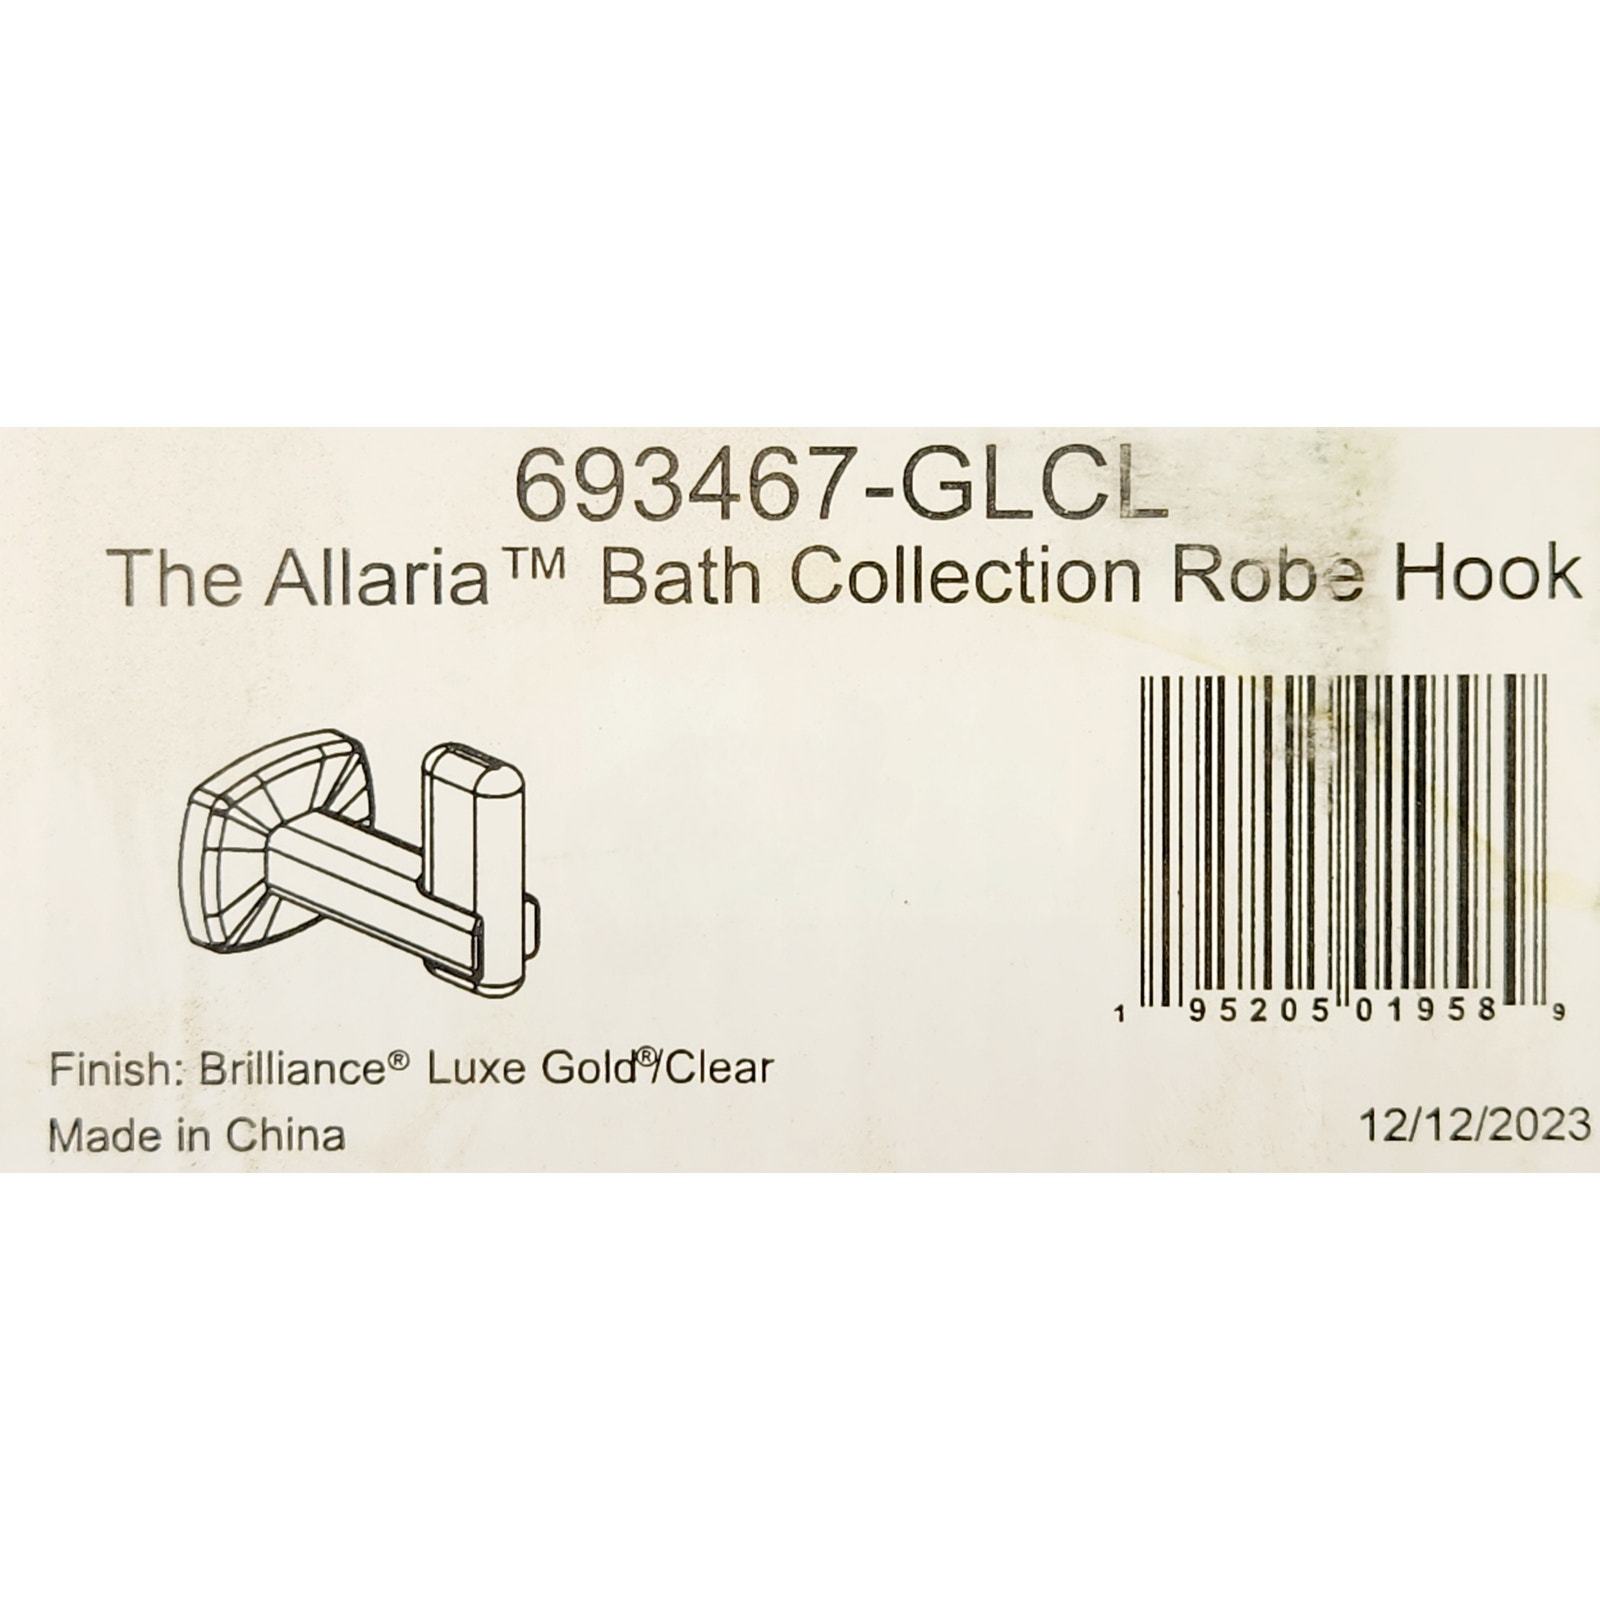 693467-GLCL
The Allaria™ Bath Collection Robe Hook
1 95205 01958 9
Finish: Brilliance® Luxe Gold®/Clear
Made in China
12/12/2023